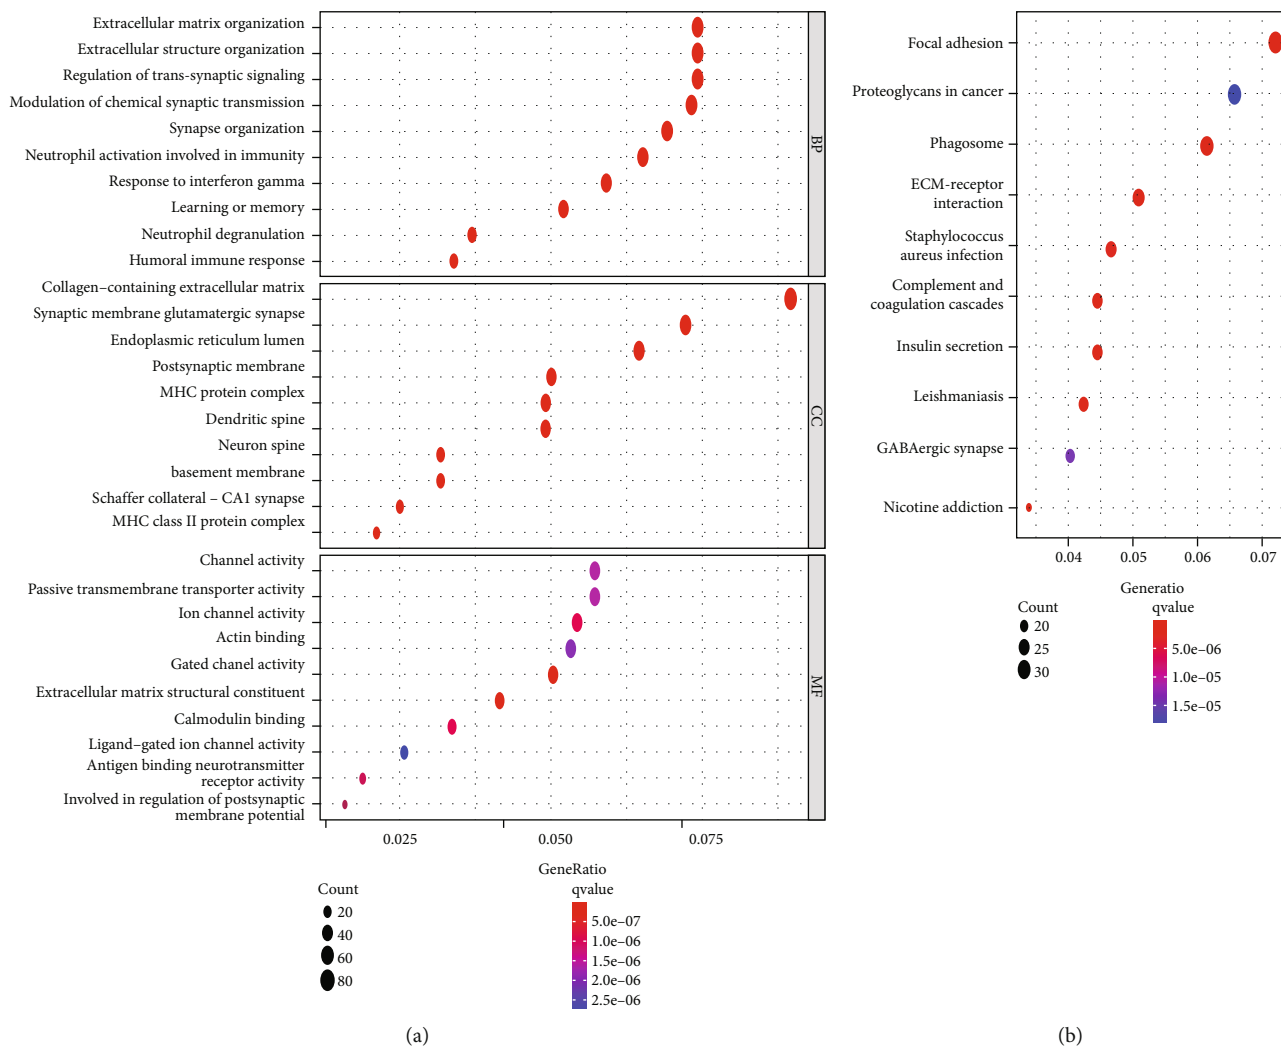 Extracellular matrix organization
Extracellular structure organization
Regulation of trans-synaptic signaling
Modulation of chemical synaptic transmission
Synapse organization
Neutrophil activation involved in immunity
Response to interferon gamma
Learning or memory
Neutrophil degranulation
Humoral immune response
BP
Collagen–containing extracellular matrix
Synaptic membrane glutamatergic synapse
Endoplasmic reticulum lumen
Postsynaptic membrane
MHC protein complex
Dendritic spine
Neuron spine
basement membrane
Schaffer collateral – CA1 synapse
MHC class II protein complex
CC
Channel activity
Passive transmembrane transporter activity
Ion channel activity
Actin binding
Gated chanel activity
Extracellular matrix structural constituent
Calmodulin binding
Ligand–gated ion channel activity
Antigen binding neurotransmitter
receptor activity
Involved in regulation of postsynaptic
membrane potential
MF
0.025 0.050 0.075
GeneRatio
Count
20
40
60
80
qvalue
5.0e–07
1.0e–06
1.5e–06
2.0e–06
2.5e–06
(a)
Focal adhesion
Proteoglycans in cancer
Phagosome
ECM-receptor
interaction
Staphylococcus
aureus infection
Complement and
coagulation cascades
Insulin secretion
Leishmaniasis
GABAergic synapse
Nicotine addiction
0.04 0.05 0.06 0.07
Generatio
Count
20
25
30
qvalue
5.0e–06
1.0e–05
1.5e–05
(b)